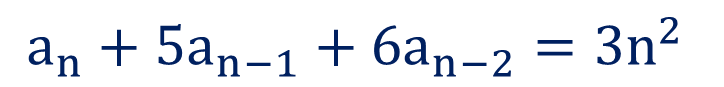 aₙ + 5aₙ₋₁ + 6aₙ₋₂ = 3n²